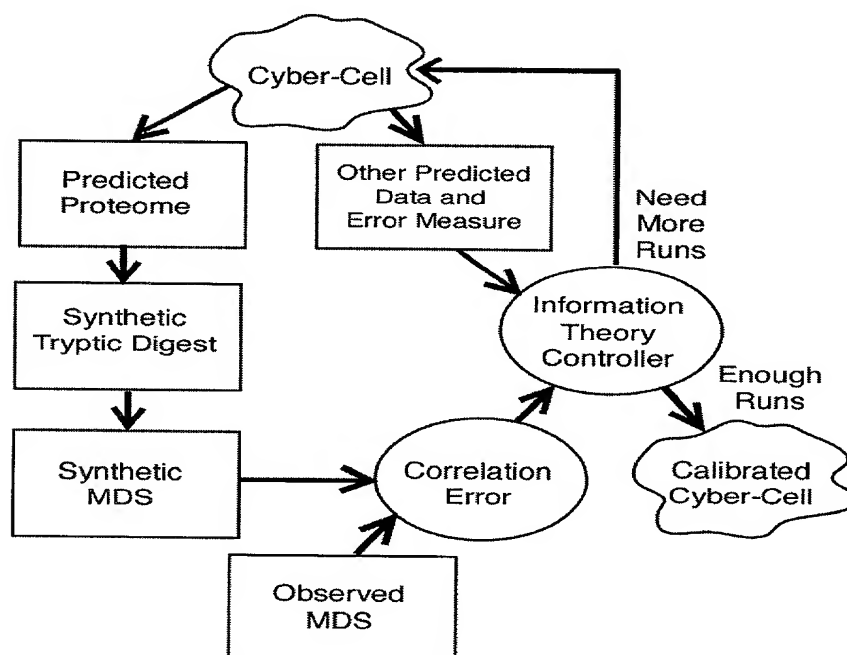 Cyber-Cell
Predicted
Proteome
Other Predicted
Data and
Error Measure
Need
More
Runs
Synthetic
Tryptic Digest
Information
Theory
Controller
Enough
Runs
Synthetic
MDS
Correlation
Error
Calibrated
Cyber-Cell
Observed
MDS